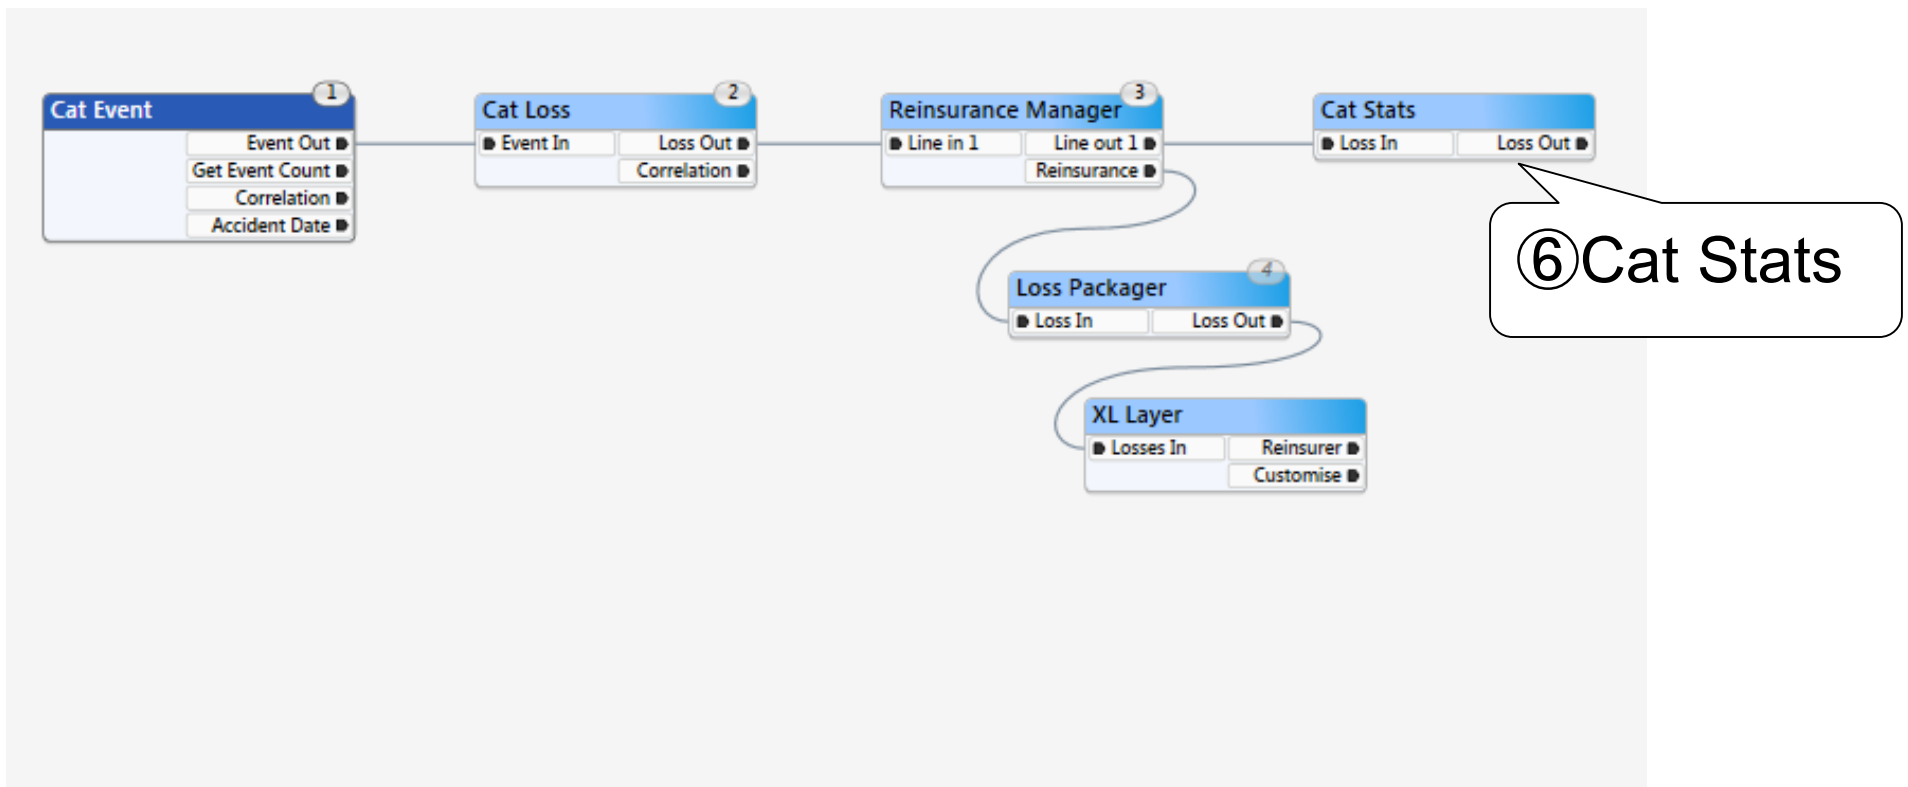 1
Cat Event
Event Out
Get Event Count
Correlation
Accident Date
2
Cat Loss
Event In Loss Out
Correlation
3
Reinsurance Manager
Line in 1 Line out 1
Reinsurance
Cat Stats
Loss In Loss Out
⑥Cat Stats
4
Loss Packager
Loss In Loss Out
XL Layer
Losses In Reinsurer
Customise